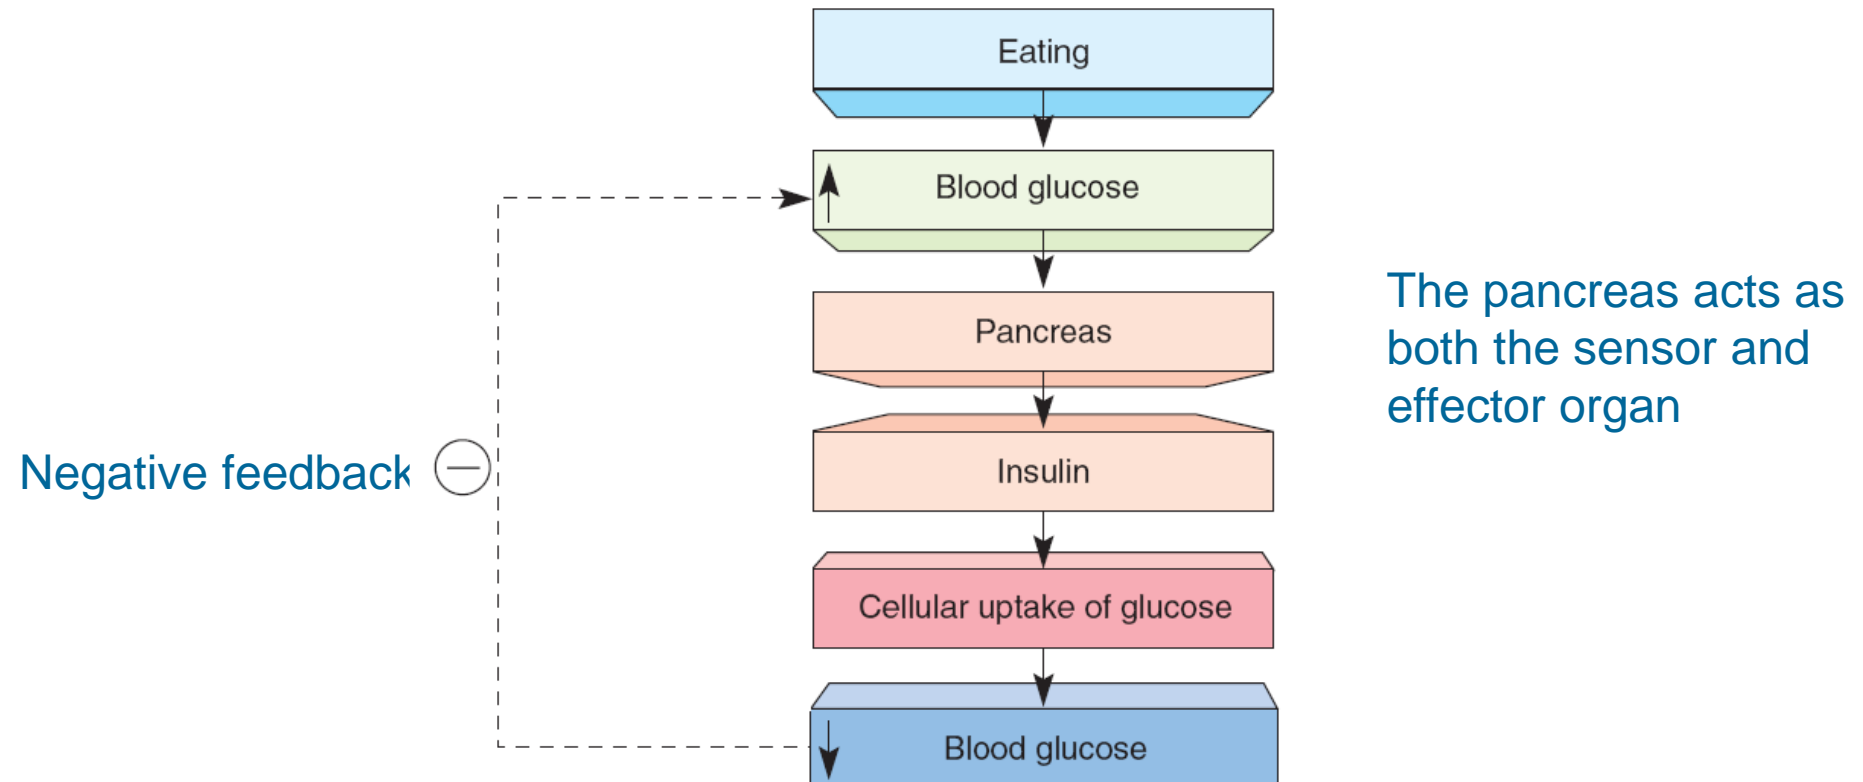 Eating
Blood glucose
Pancreas
The pancreas acts as
both the sensor and
effector organ
Negative feedback
Insulin
Cellular uptake of glucose
Blood glucose